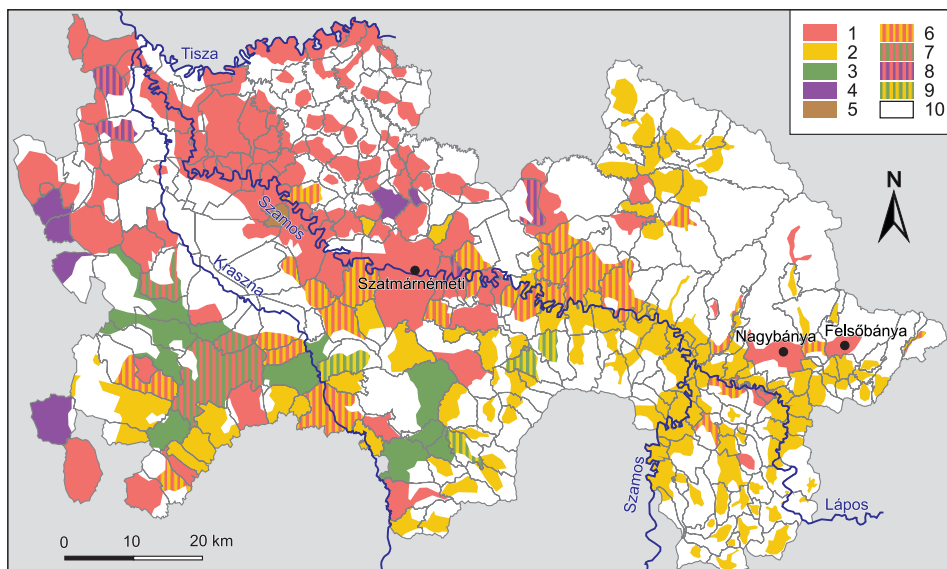 1 6
2 7
3 8
4 9
5 10
N
Tisza
Szamos
Kraszna
Szatmárnémeti
Nagybánya
Felsőbánya
Szamos
Lápos
0 10 20 km